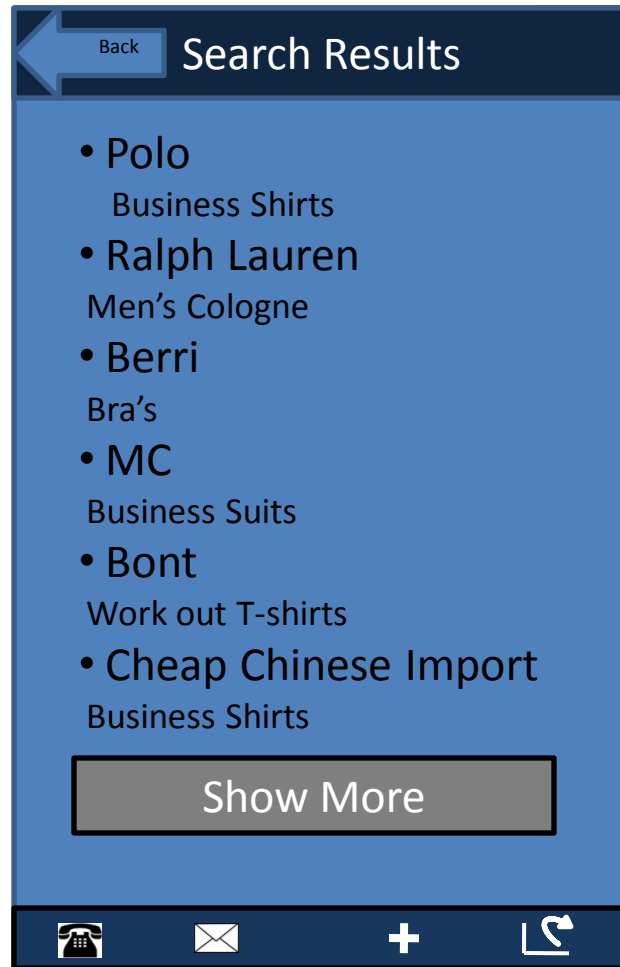 Back
Search Results
• Polo
Business Shirts
• Ralph Lauren
Men’s Cologne
• Berri
Bra’s
• MC
Business Suits
• Bont
Work out T-shirts
• Cheap Chinese Import
Business Shirts
Show More